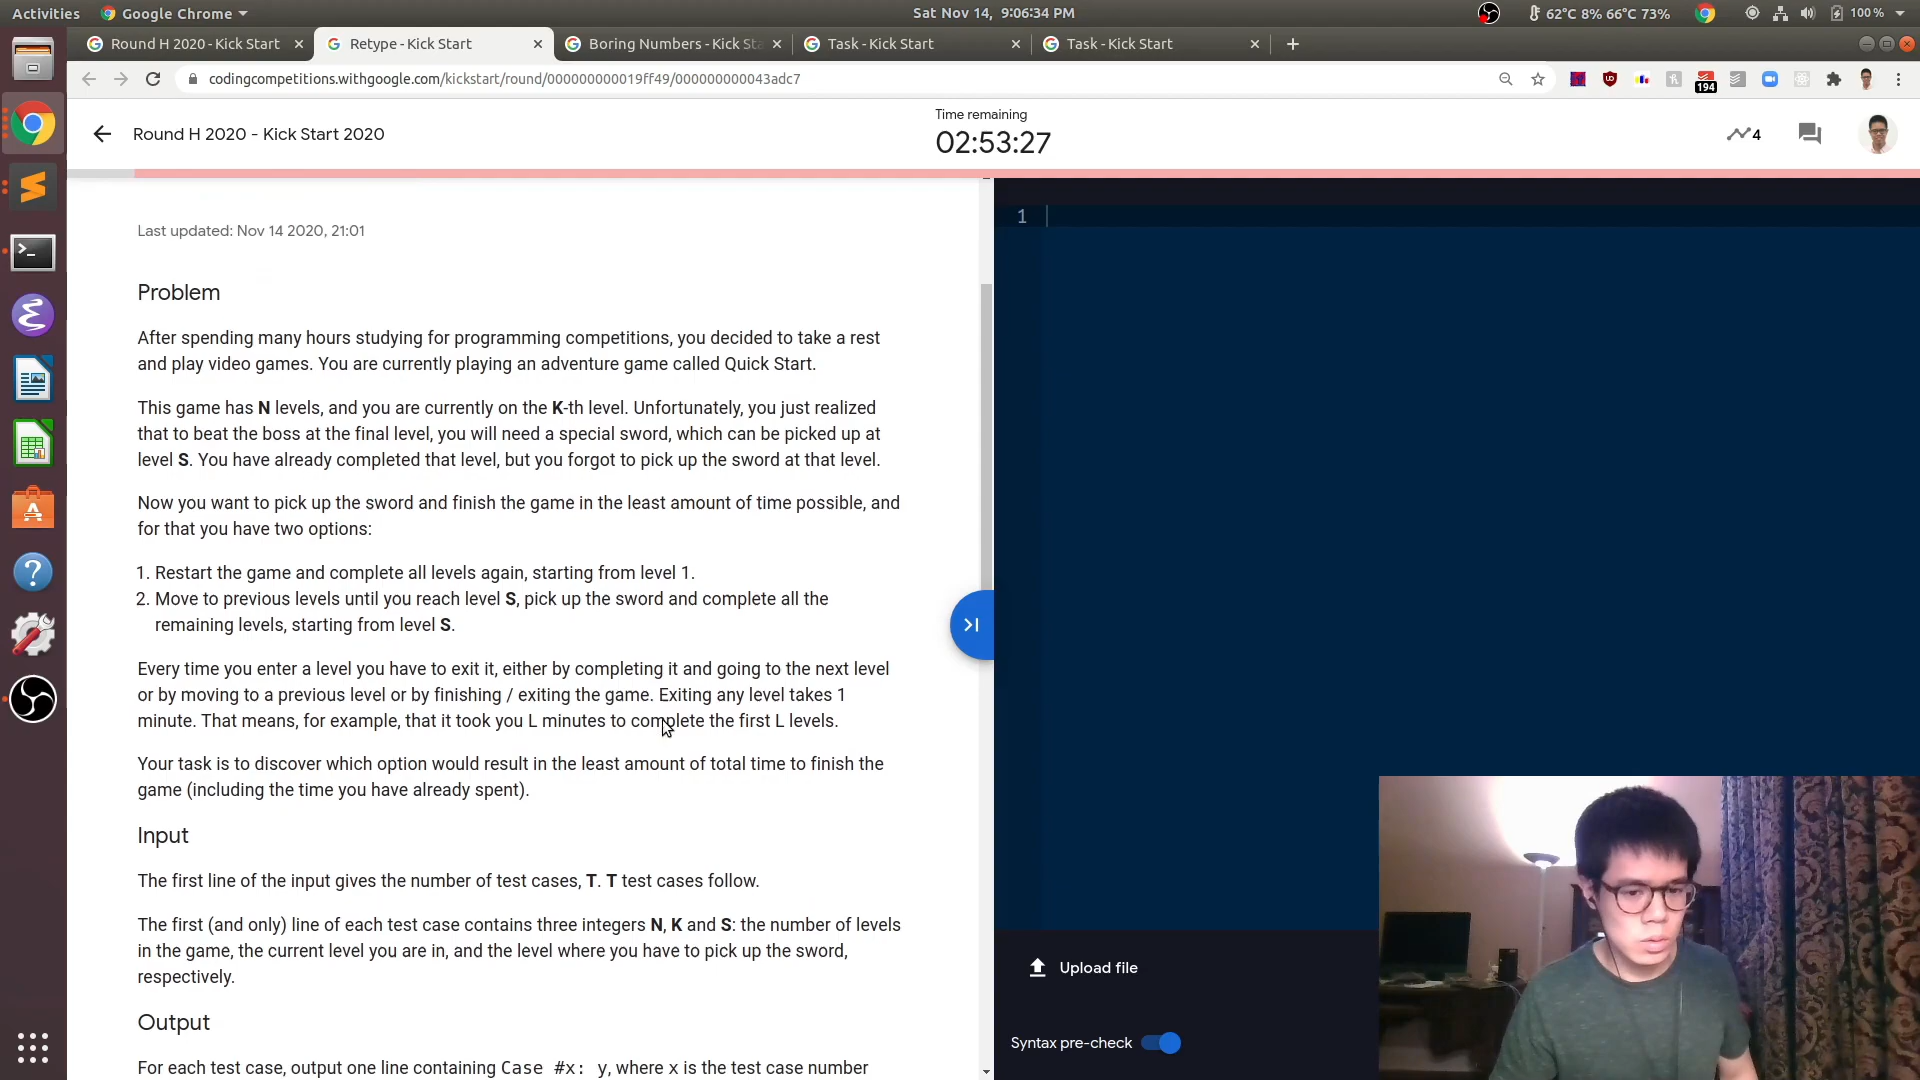 Activities
Google Chrome
Sat Nov 14, 9:06:34 PM
62°C 8% 66°C 73%
100 %
Round H 2020 - Kick Start
Retype - Kick Start
Boring Numbers - Kick Sta
Task - Kick Start
Task - Kick Start
codingcompetitions.withgoogle.com/kickstart/round/000000000019ff49/000000000043adc7
194
Round H 2020 - Kick Start 2020
Time remaining
02:53:27
4
Last updated: Nov 14 2020, 21:01
Problem
After spending many hours studying for programming competitions, you decided to take a rest
and play video games. You are currently playing an adventure game called Quick Start.
This game has N levels, and you are currently on the K-th level. Unfortunately, you just realized
that to beat the boss at the final level, you will need a special sword, which can be picked up at
level S. You have already completed that level, but you forgot to pick up the sword at that level.
Now you want to pick up the sword and finish the game in the least amount of time possible, and
for that you have two options:
1. Restart the game and complete all levels again, starting from level 1.
2. Move to previous levels until you reach level S, pick up the sword and complete all the
remaining levels, starting from level S.
Every time you enter a level you have to exit it, either by completing it and going to the next level
or by moving to a previous level or by finishing / exiting the game. Exiting any level takes 1
minute. That means, for example, that it took you L minutes to complete the first L levels.
Your task is to discover which option would result in the least amount of total time to finish the
game (including the time you have already spent).
Input
The first line of the input gives the number of test cases, T. T test cases follow.
The first (and only) line of each test case contains three integers N, K and S: the number of levels
in the game, the current level you are in, and the level where you have to pick up the sword,
respectively.
Output
For each test case, output one line containing Case #x: y, where x is the test case number
1
Upload file
Syntax pre-check